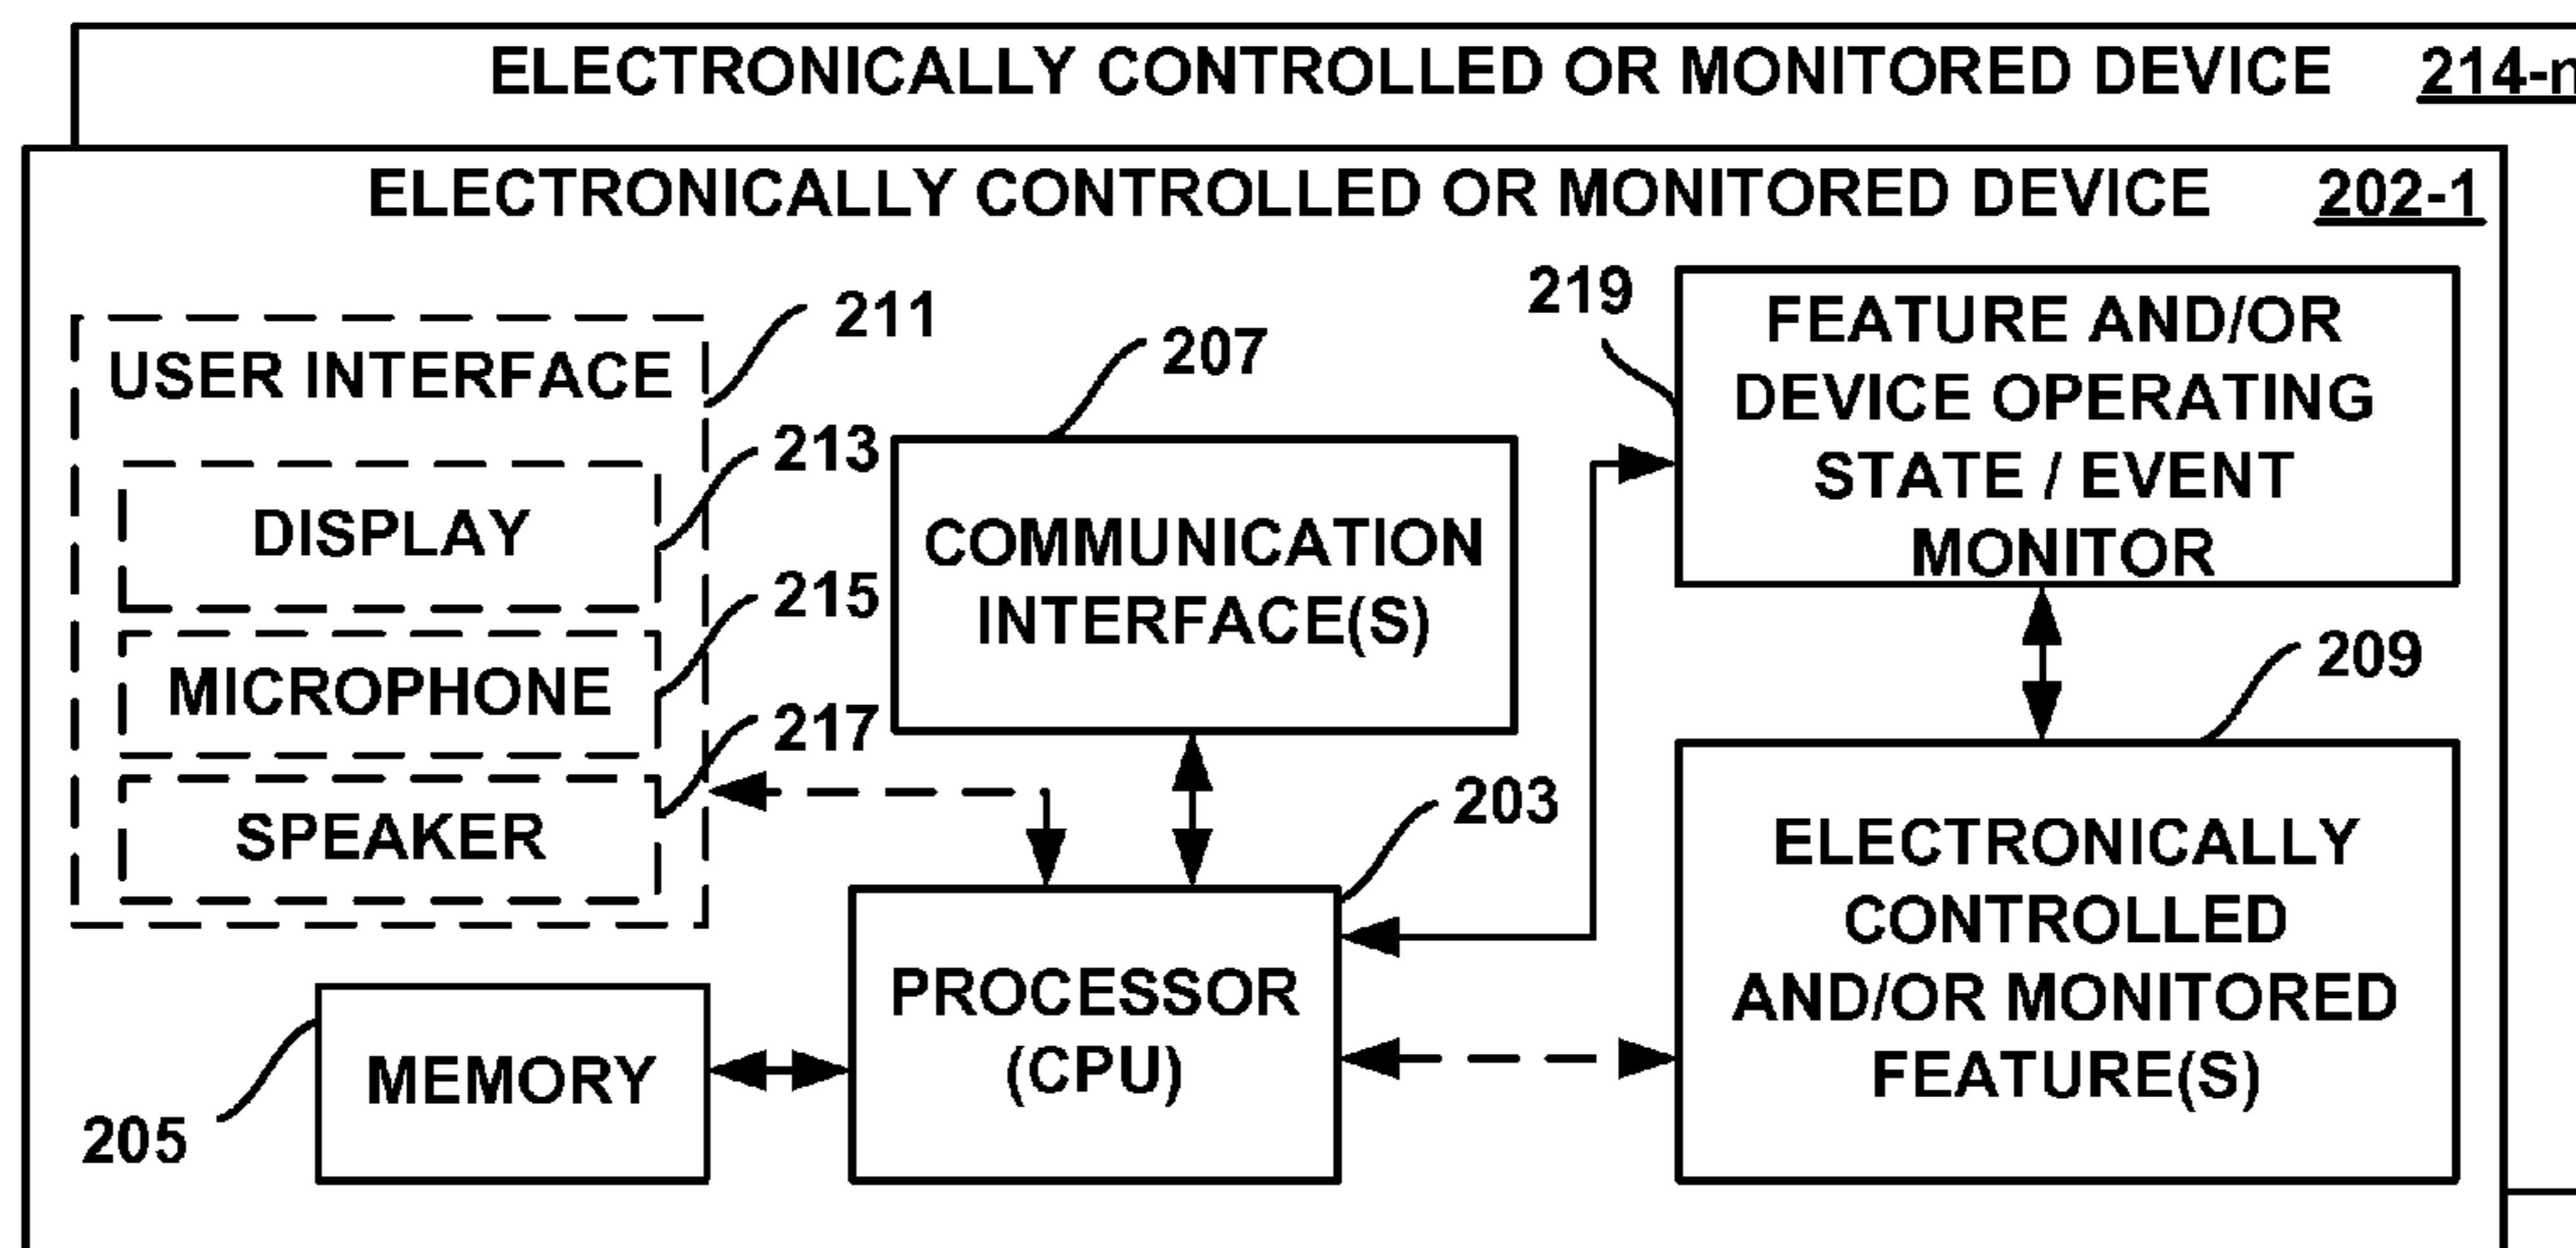 ELECTRONICALLY CONTROLLED OR MONITORED DEVICE 214-n
ELECTRONICALLY CONTROLLED OR MONITORED DEVICE 202-1
211
USER INTERFACE
213
DISPLAY
215
MICROPHONE
217
SPEAKER
207
COMMUNICATION
INTERFACE(S)
219
FEATURE AND/OR
DEVICE OPERATING
STATE / EVENT
MONITOR
209
ELECTRONICALLY
CONTROLLED
AND/OR MONITORED
FEATURE(S)
203
PROCESSOR
(CPU)
MEMORY
205